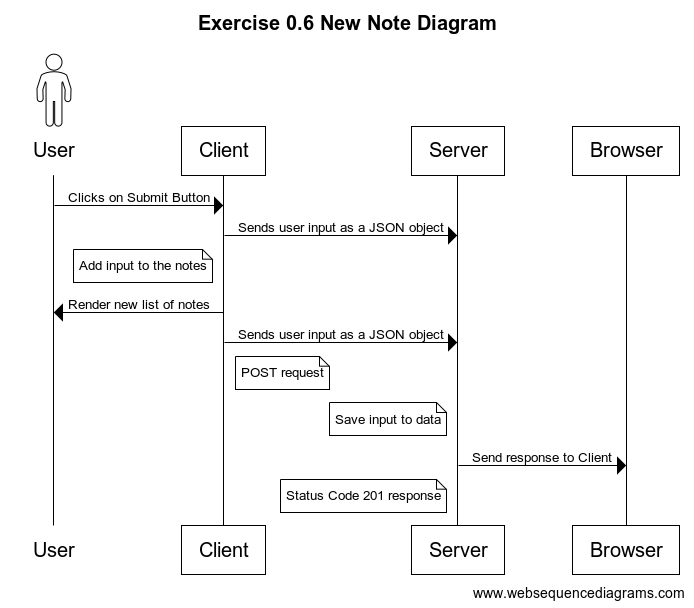 Exercise 0.6 New Note Diagram
User Client Server Browser
Clicks on Submit Button
Sends user input as a JSON object
Add input to the notes
Render new list of notes
Sends user input as a JSON object
POST request
Save input to data
Send response to Client
Status Code 201 response
User Client Server Browser
www.websequencediagrams.com